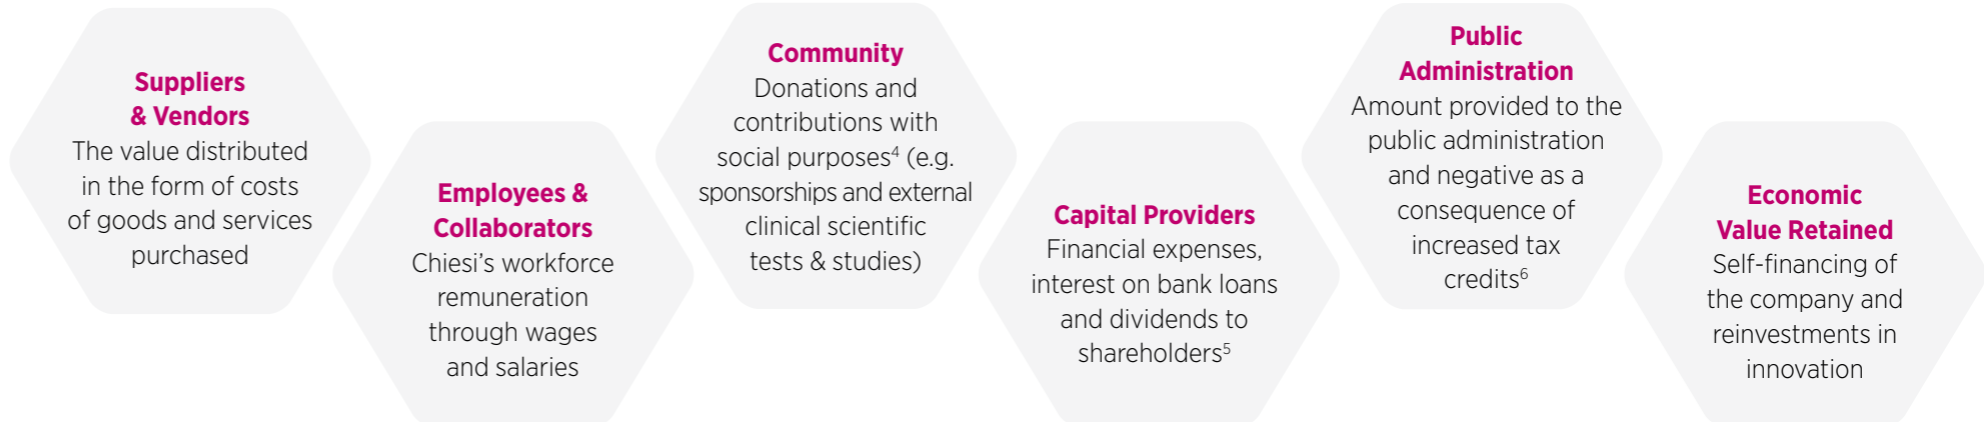 Suppliers
& Vendors
The value distributed
in the form of costs
of goods and services
purchased
Employees &
Collaborators
Chiesi’s workforce
remuneration
through wages
and salaries
Community
Donations and
contributions with
social purposes⁴ (e.g.
sponsorships and external
clinical scientific
tests & studies)
Capital Providers
Financial expenses,
interest on bank loans
and dividends to
shareholders⁵
Public
Administration
Amount provided to the
public administration
and negative as a
consequence of
increased tax
credits⁶
Economic
Value Retained
Self-financing of
the company and
reinvestments in
innovation